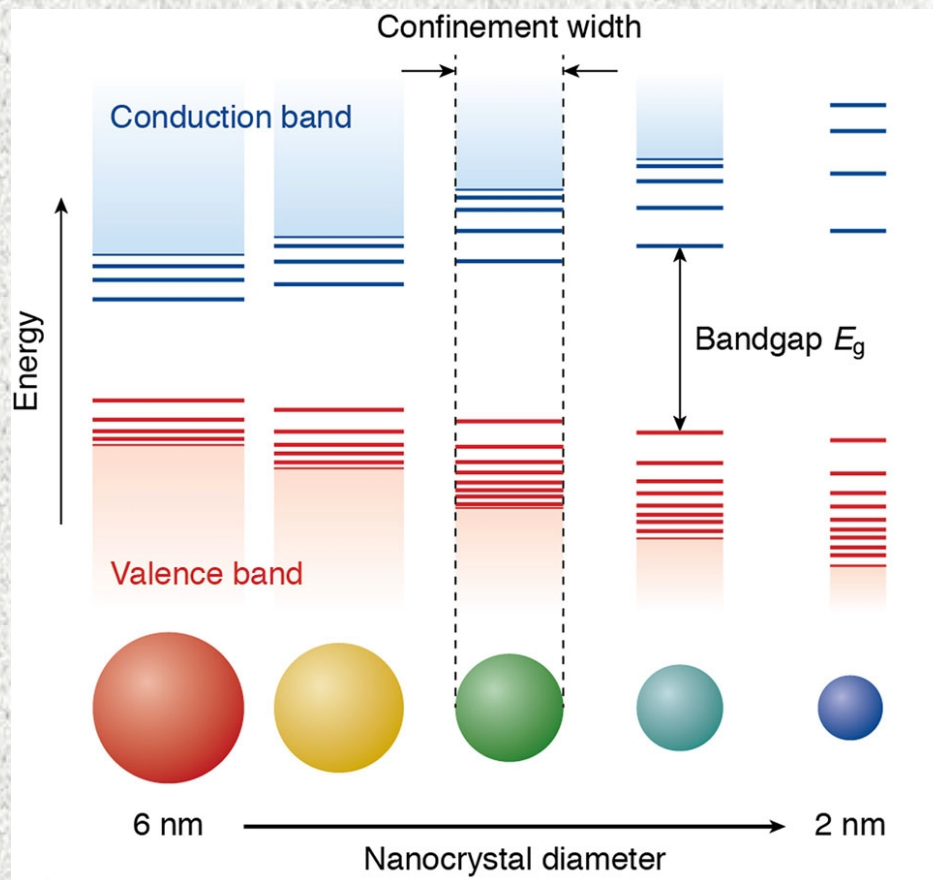 Confinement width
Conduction band
Energy
Bandgap Eg
Valence band
6 nm
2 nm
Nanocrystal diameter